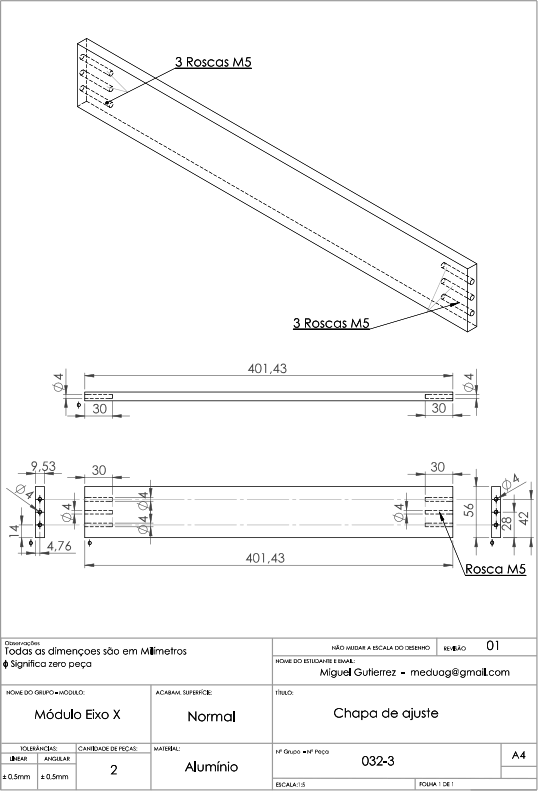 3 Roscas M5
3 Roscas M5
401,43
Ø4
Ø4
30
30
ϕ
9,53
30
30
Ø4
Ø4
Ø4
Ø4
Ø4
Ø4
14
4,76
56
28
42
ϕ
ϕ
ϕ
401,43
Rosca M5
Observações
Todas as dimençoes são em Milimetros
ϕ Significa zero peça
NÃO MUDAR A ESCALA DO DESENHO
REVISÃO 01
NOME DO ESTUDANTE E EMAIL:
Miguel Gutierrez - meduag@gmail.com
NOME DO GRUPO-MÓDULO:
Módulo Eixo X
ACABAM. SUPERFÍCIE:
Normal
TÍTULO:
Chapa de ajuste
TOLERÂNCIAS:
LINEAR ANGULAR
± 0,5mm ± 0,5mm
CANTIDADE DE PEÇAS:
2
MATERIAL:
Alumínio
Nº Grupo - Nº Peça
032-3
A4
ESCALA:1:5
FOLHA 1 DE 1